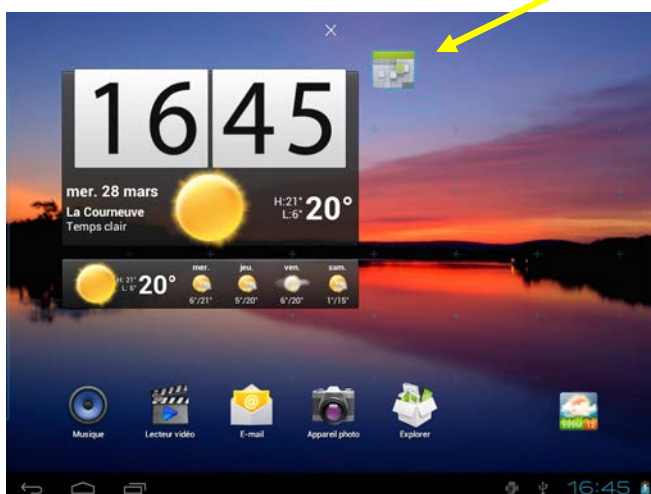 16 45
mer. 28 mars
La Courneuve
Temps clair
H:21°
L:6°
20°
H: 21°
L: 6°
20°
mer. jeu. ven. sam.
6°/21° 5°/20° 6°/20° 1°/15°
Musique Lecteur vidéo E-mail Appareil photo Explorer
16:45